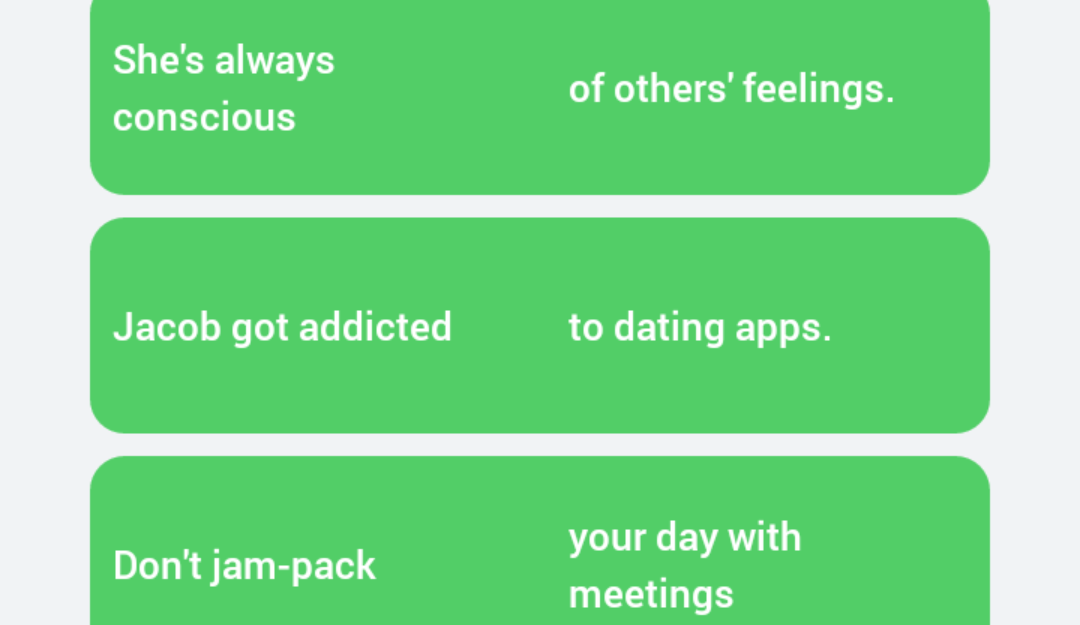 She's always
conscious
of others' feelings.
Jacob got addicted
to dating apps.
Don't jam-pack
your day with
meetings